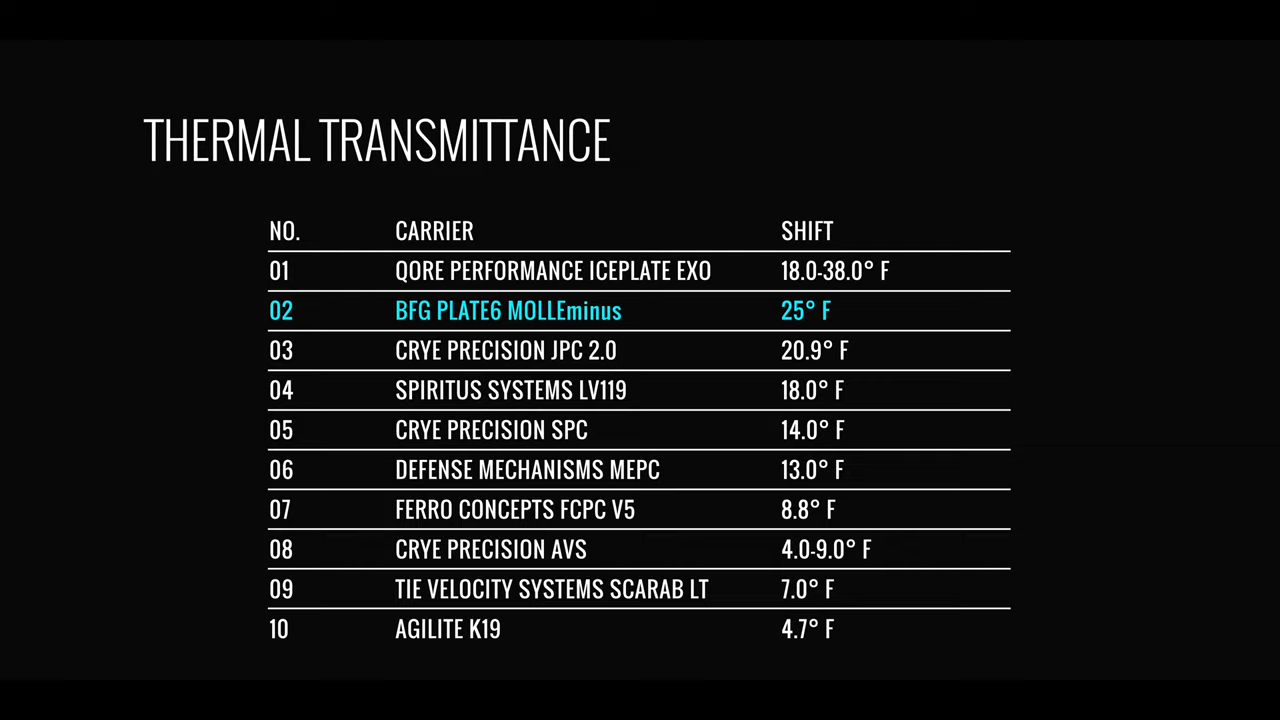 THERMAL TRANSMITTANCE
NO. CARRIER SHIFT
01 QORE PERFORMANCE ICEPLATE EXO 18.0-38.0° F
02 BFG PLATE6 MOLLEminus 25° F
03 CRYE PRECISION JPC 2.0 20.9° F
04 SPIRITUS SYSTEMS LV119 18.0° F
05 CRYE PRECISION SPC 14.0° F
06 DEFENSE MECHANISMS MEPC 13.0° F
07 FERRO CONCEPTS FCPC V5 8.8° F
08 CRYE PRECISION AVS 4.0-9.0° F
09 TIE VELOCITY SYSTEMS SCARAB LT 7.0° F
10 AGILITE K19 4.7° F